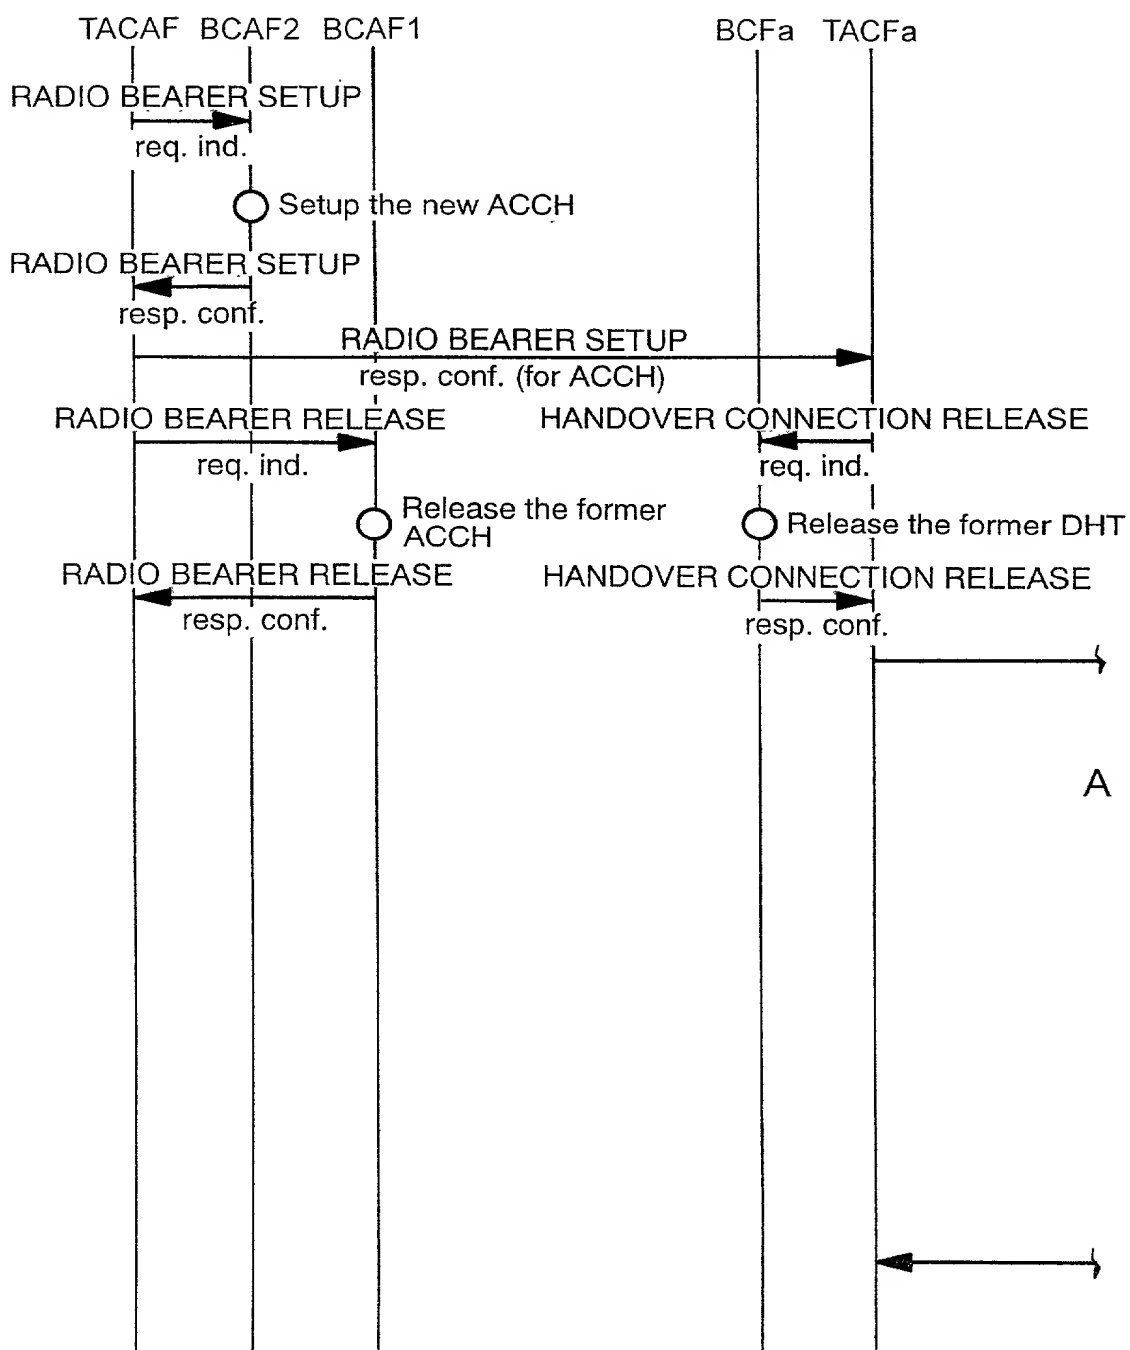 TACAF BCAF2 BCAF1 BCFa TACFa
RADIO BEARER SETUP
req. ind.
Setup the new ACCH
RADIO BEARER SETUP
resp. conf.
RADIO BEARER SETUP
resp. conf. (for ACCH)
RADIO BEARER RELEASE HANDOVER CONNECTION RELEASE
req. ind. req. ind.
Release the former
ACCH
Release the former DHT
RADIO BEARER RELEASE HANDOVER CONNECTION RELEASE
resp. conf. resp. conf.
A